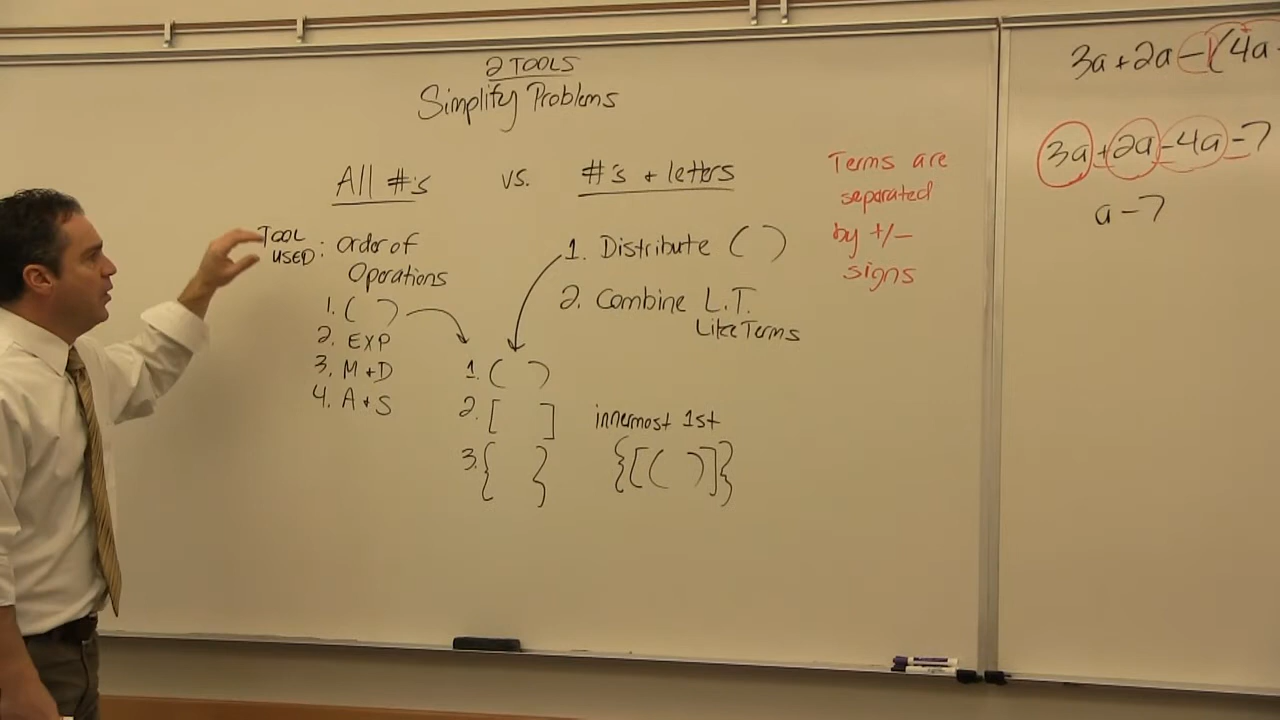 2 TOOLS
Simplify Problems
All #'s vs. #'s + letters
TOOL USED: Order of Operations
1. ( )
2. EXP
3. M + D
4. A + S
1. Distribute ( )
2. Combine L.T.
Like Terms
1. ( )
2. [ ]
3. { }
innermost 1st
{[( )]}
Terms are
separated
by +/-
signs
3a + 2a - 1(4a +
3a + 2a - 4a - 7
a - 7